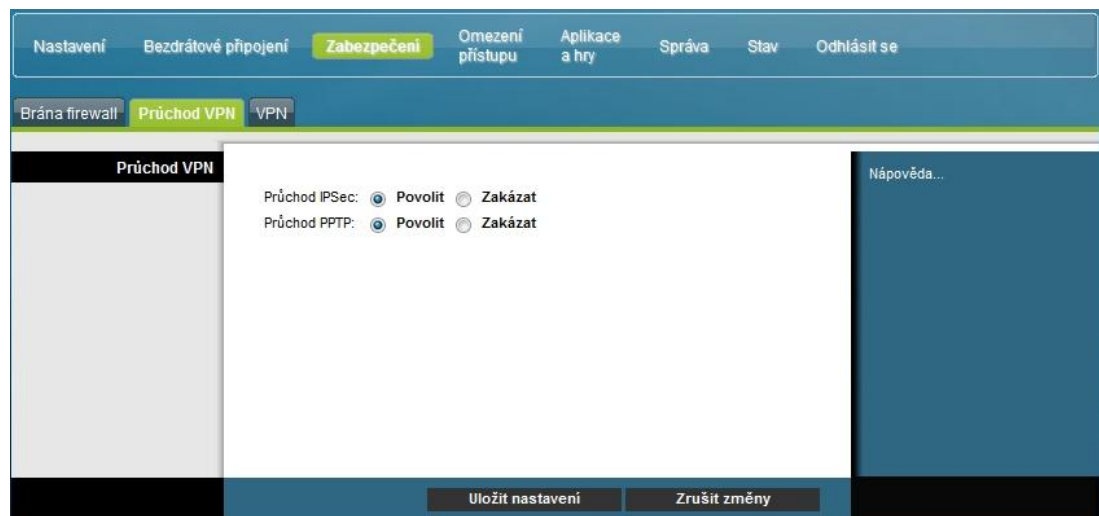 Nastavení Bezdrátové připojení Zabezpečení Omezení přístupu Aplikace a hry Správa Stav Odhlásit se
Brána firewall Průchod VPN VPN
Průchod VPN
Nápověda...
Průchod IPSec: Povolit Zakázat
Průchod PPTP: Povolit Zakázat
Uložit nastavení Zrušit změny